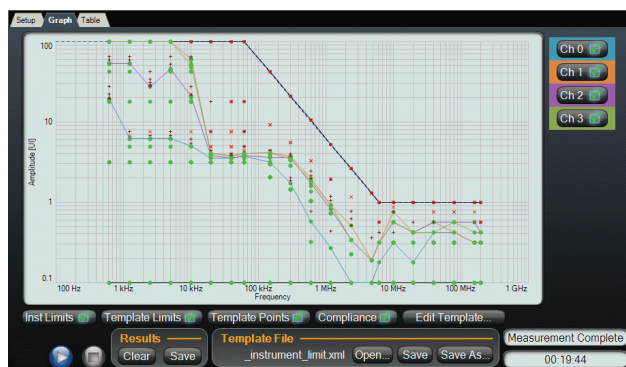 Setup Graph Table
100
10
1
0.1
Amplitude [UI]
100 Hz 1 kHz 10 kHz 100 kHz 1 MHz 10 MHz 100 MHz 1 GHz
Frequency
Ch 0
Ch 1
Ch 2
Ch 3
Inst Limits Template Limits Template Points Compliance Edit Template...
Results Template File
Clear Save _instrument_limit.xml Open... Save Save As...
Measurement Complete
00:19:44